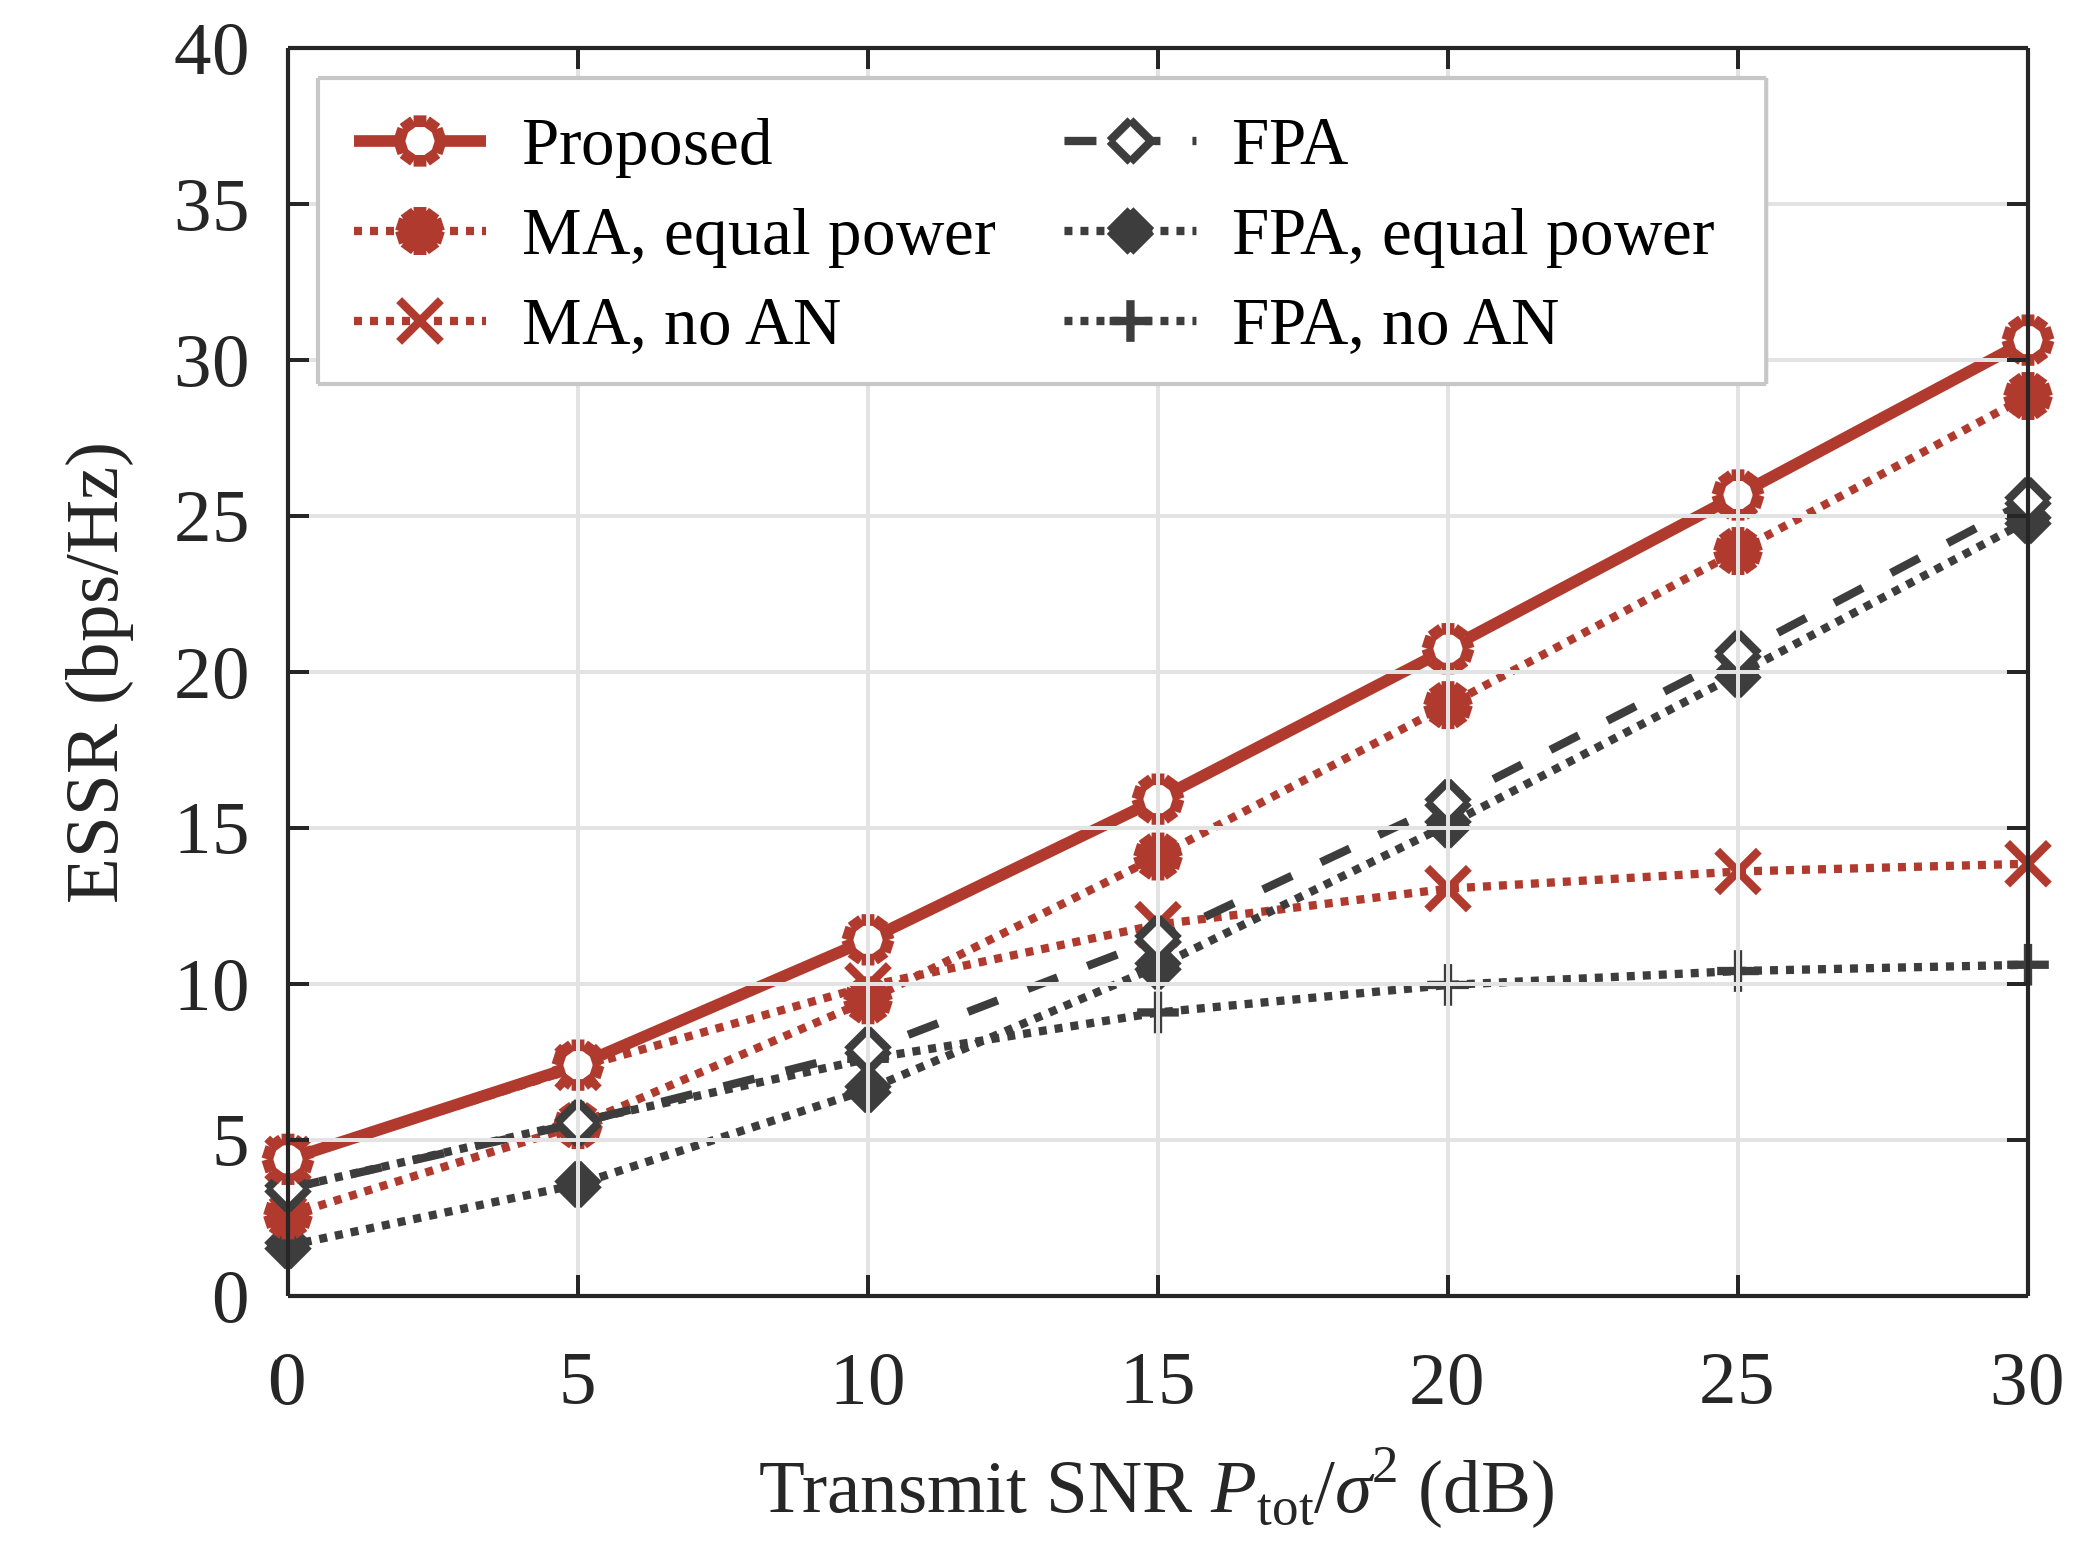 40
35
30
25
20
15
10
5
0
ESSR (bps/Hz)
Proposed
MA, equal power
MA, no AN
FPA
FPA, equal power
FPA, no AN
0 5 10 15 20 25 30
Transmit SNR P_tot/σ² (dB)